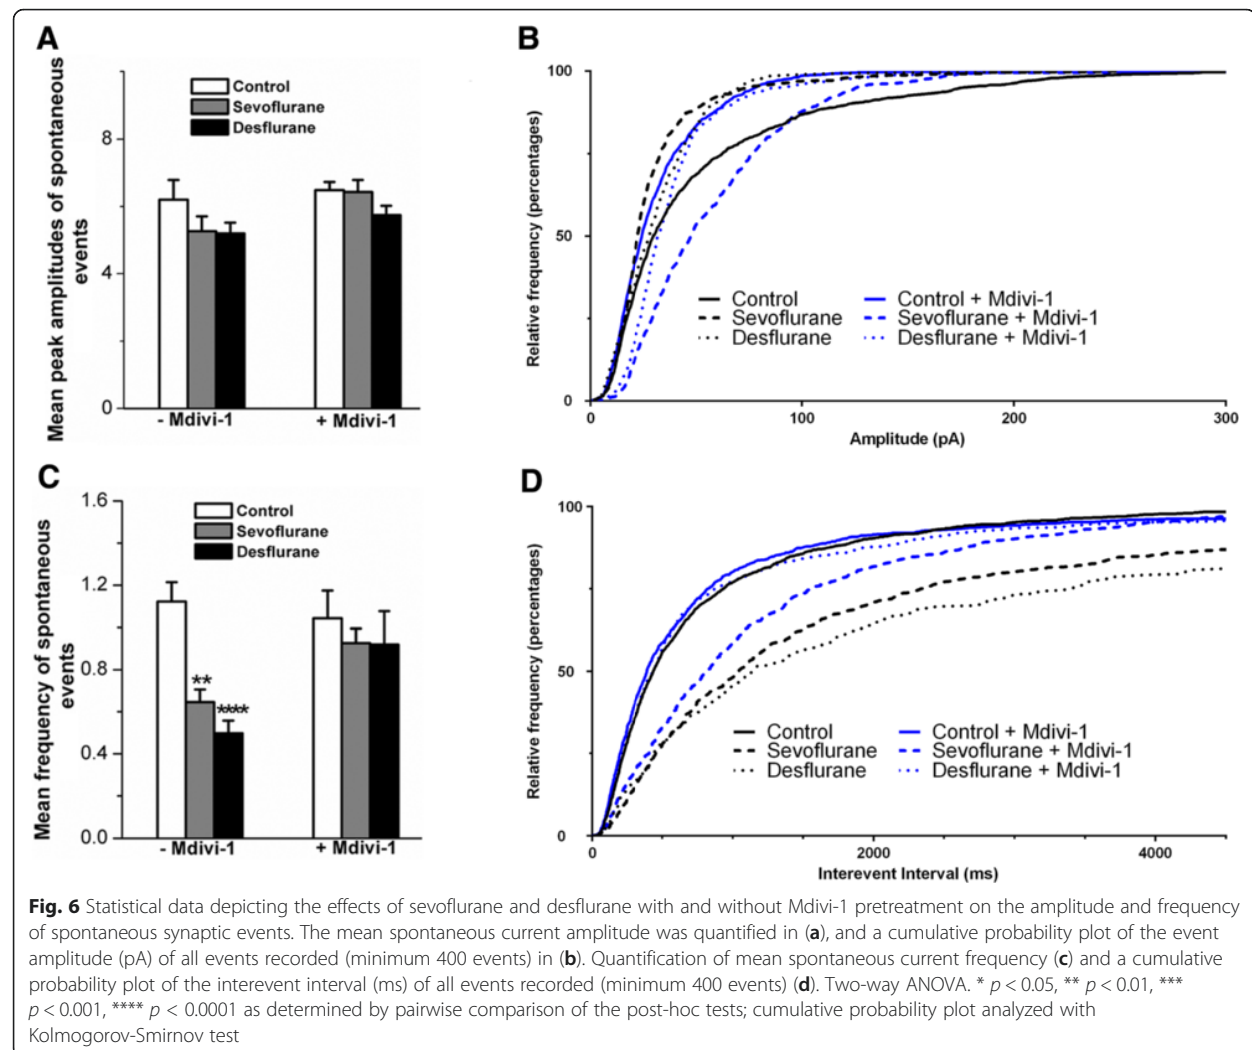 A
Mean peak amplitudes of spontaneous
events
8
4
0
Control
Sevoflurane
Desflurane
- Mdivi-1
+ Mdivi-1
B
Relative frequency (percentages)
100
50
0
Control
Sevoflurane
Desflurane
Control + Mdivi-1
Sevoflurane + Mdivi-1
Desflurane + Mdivi-1
0
100
200
300
Amplitude (pA)
C
Mean frequency of spontaneous
events
1.6
1.2
0.8
0.4
0.0
Control
Sevoflurane
Desflurane
**
****
- Mdivi-1
+ Mdivi-1
D
Relative frequency (percentages)
100
50
0
Control
Sevoflurane
Desflurane
Control + Mdivi-1
Sevoflurane + Mdivi-1
Desflurane + Mdivi-1
0
2000
4000
Interevent Interval (ms)
Fig. 6 Statistical data depicting the effects of sevoflurane and desflurane with and without Mdivi-1 pretreatment on the amplitude and frequency
of spontaneous synaptic events. The mean spontaneous current amplitude was quantified in (a), and a cumulative probability plot of the event
amplitude (pA) of all events recorded (minimum 400 events) in (b). Quantification of mean spontaneous current frequency (c) and a cumulative
probability plot of the interevent interval (ms) of all events recorded (minimum 400 events) (d). Two-way ANOVA. * p < 0.05, ** p < 0.01, ***
p < 0.001, **** p < 0.0001 as determined by pairwise comparison of the post-hoc tests; cumulative probability plot analyzed with
Kolmogorov-Smirnov test